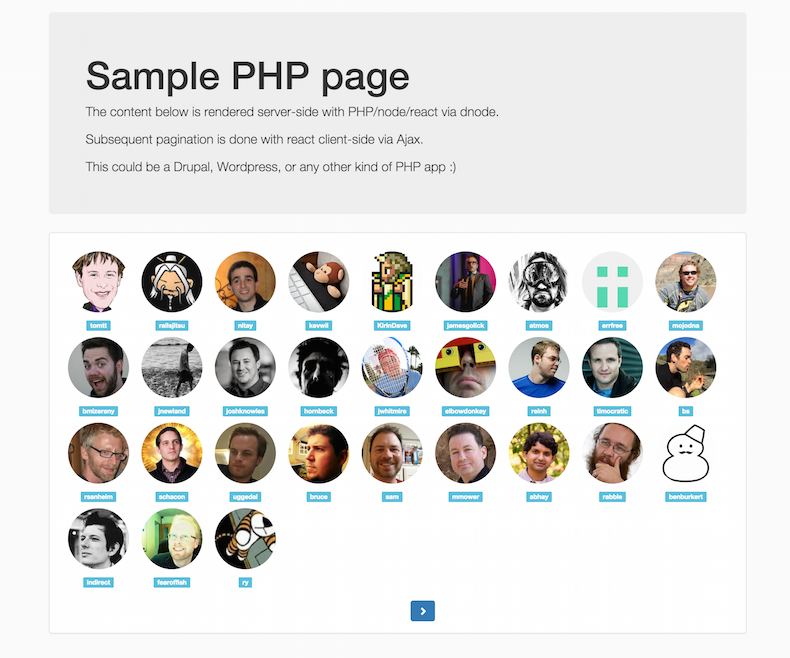 Sample PHP page
The content below is rendered server-side with PHP/node/react via dnode.
Subsequent pagination is done with react client-side via Ajax.
This could be a Drupal, Wordpress, or any other kind of PHP app :)
tomtt railsjitsu nitay kevwil KirinDave jamesgolick atmos errfree mojodna
bmizerany jnewland joshknowles hornbeck jwhitmire elbowdonkey reinh timocratic bs
rsanheim schacon uggedal bruce sam mmower abhay rabble benburkert
indirect fearoffish ry